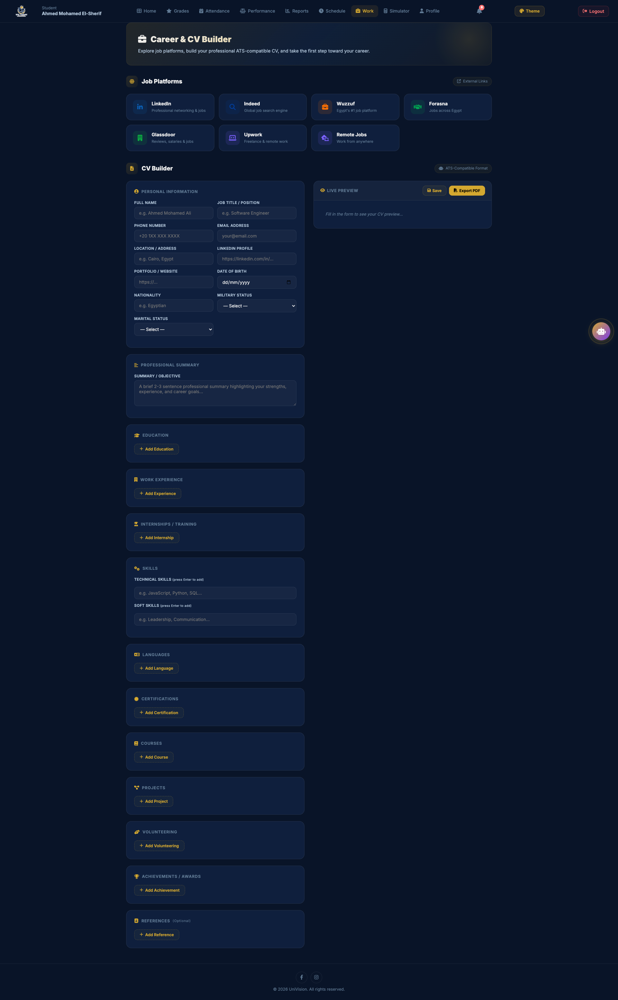 Student
Ahmed Mohamed El-Sherif
Home
Grades
Attendance
Performance
Reports
Schedule
Work
Simulator
Profile
8
Theme
Logout
Career & CV Builder
Explore job platforms, build your professional ATS-compatible CV, and take the first step toward your career.
Job Platforms
External Links
LinkedIn
Professional networking & jobs
Indeed
Global job search engine
Wuzzuf
Egypt's #1 job platform
Forasna
Jobs across Egypt
Glassdoor
Reviews, salaries & jobs
Upwork
Freelance & remote work
Remote Jobs
Work from anywhere
CV Builder
ATS-Compatible Format
PERSONAL INFORMATION
FULL NAME
JOB TITLE / POSITION
e.g. Ahmed Mohamed Ali
e.g. Software Engineer
PHONE NUMBER
EMAIL ADDRESS
+20 1XX XXX XXXX
your@email.com
LOCATION / ADDRESS
LINKEDIN PROFILE
e.g. Cairo, Egypt
https://linkedin.com/in/...
PORTFOLIO / WEBSITE
DATE OF BIRTH
https://...
dd/mm/yyyy
NATIONALITY
MILITARY STATUS
e.g. Egyptian
— Select —
MARITAL STATUS
— Select —
LIVE PREVIEW
Save
Export PDF
Fill in the form to see your CV preview...
PROFESSIONAL SUMMARY
SUMMARY / OBJECTIVE
A brief 2-3 sentence professional summary highlighting your strengths,
experience, and career goals...
EDUCATION
+ Add Education
WORK EXPERIENCE
+ Add Experience
INTERNSHIPS / TRAINING
+ Add Internship
SKILLS
TECHNICAL SKILLS (press Enter to add)
e.g. JavaScript, Python, SQL...
SOFT SKILLS (press Enter to add)
e.g. Leadership, Communication...
LANGUAGES
+ Add Language
CERTIFICATIONS
+ Add Certification
COURSES
+ Add Course
PROJECTS
+ Add Project
VOLUNTEERING
+ Add Volunteering
ACHIEVEMENTS / AWARDS
+ Add Achievement
REFERENCES (Optional)
+ Add Reference
© 2026 UniVision. All rights reserved.